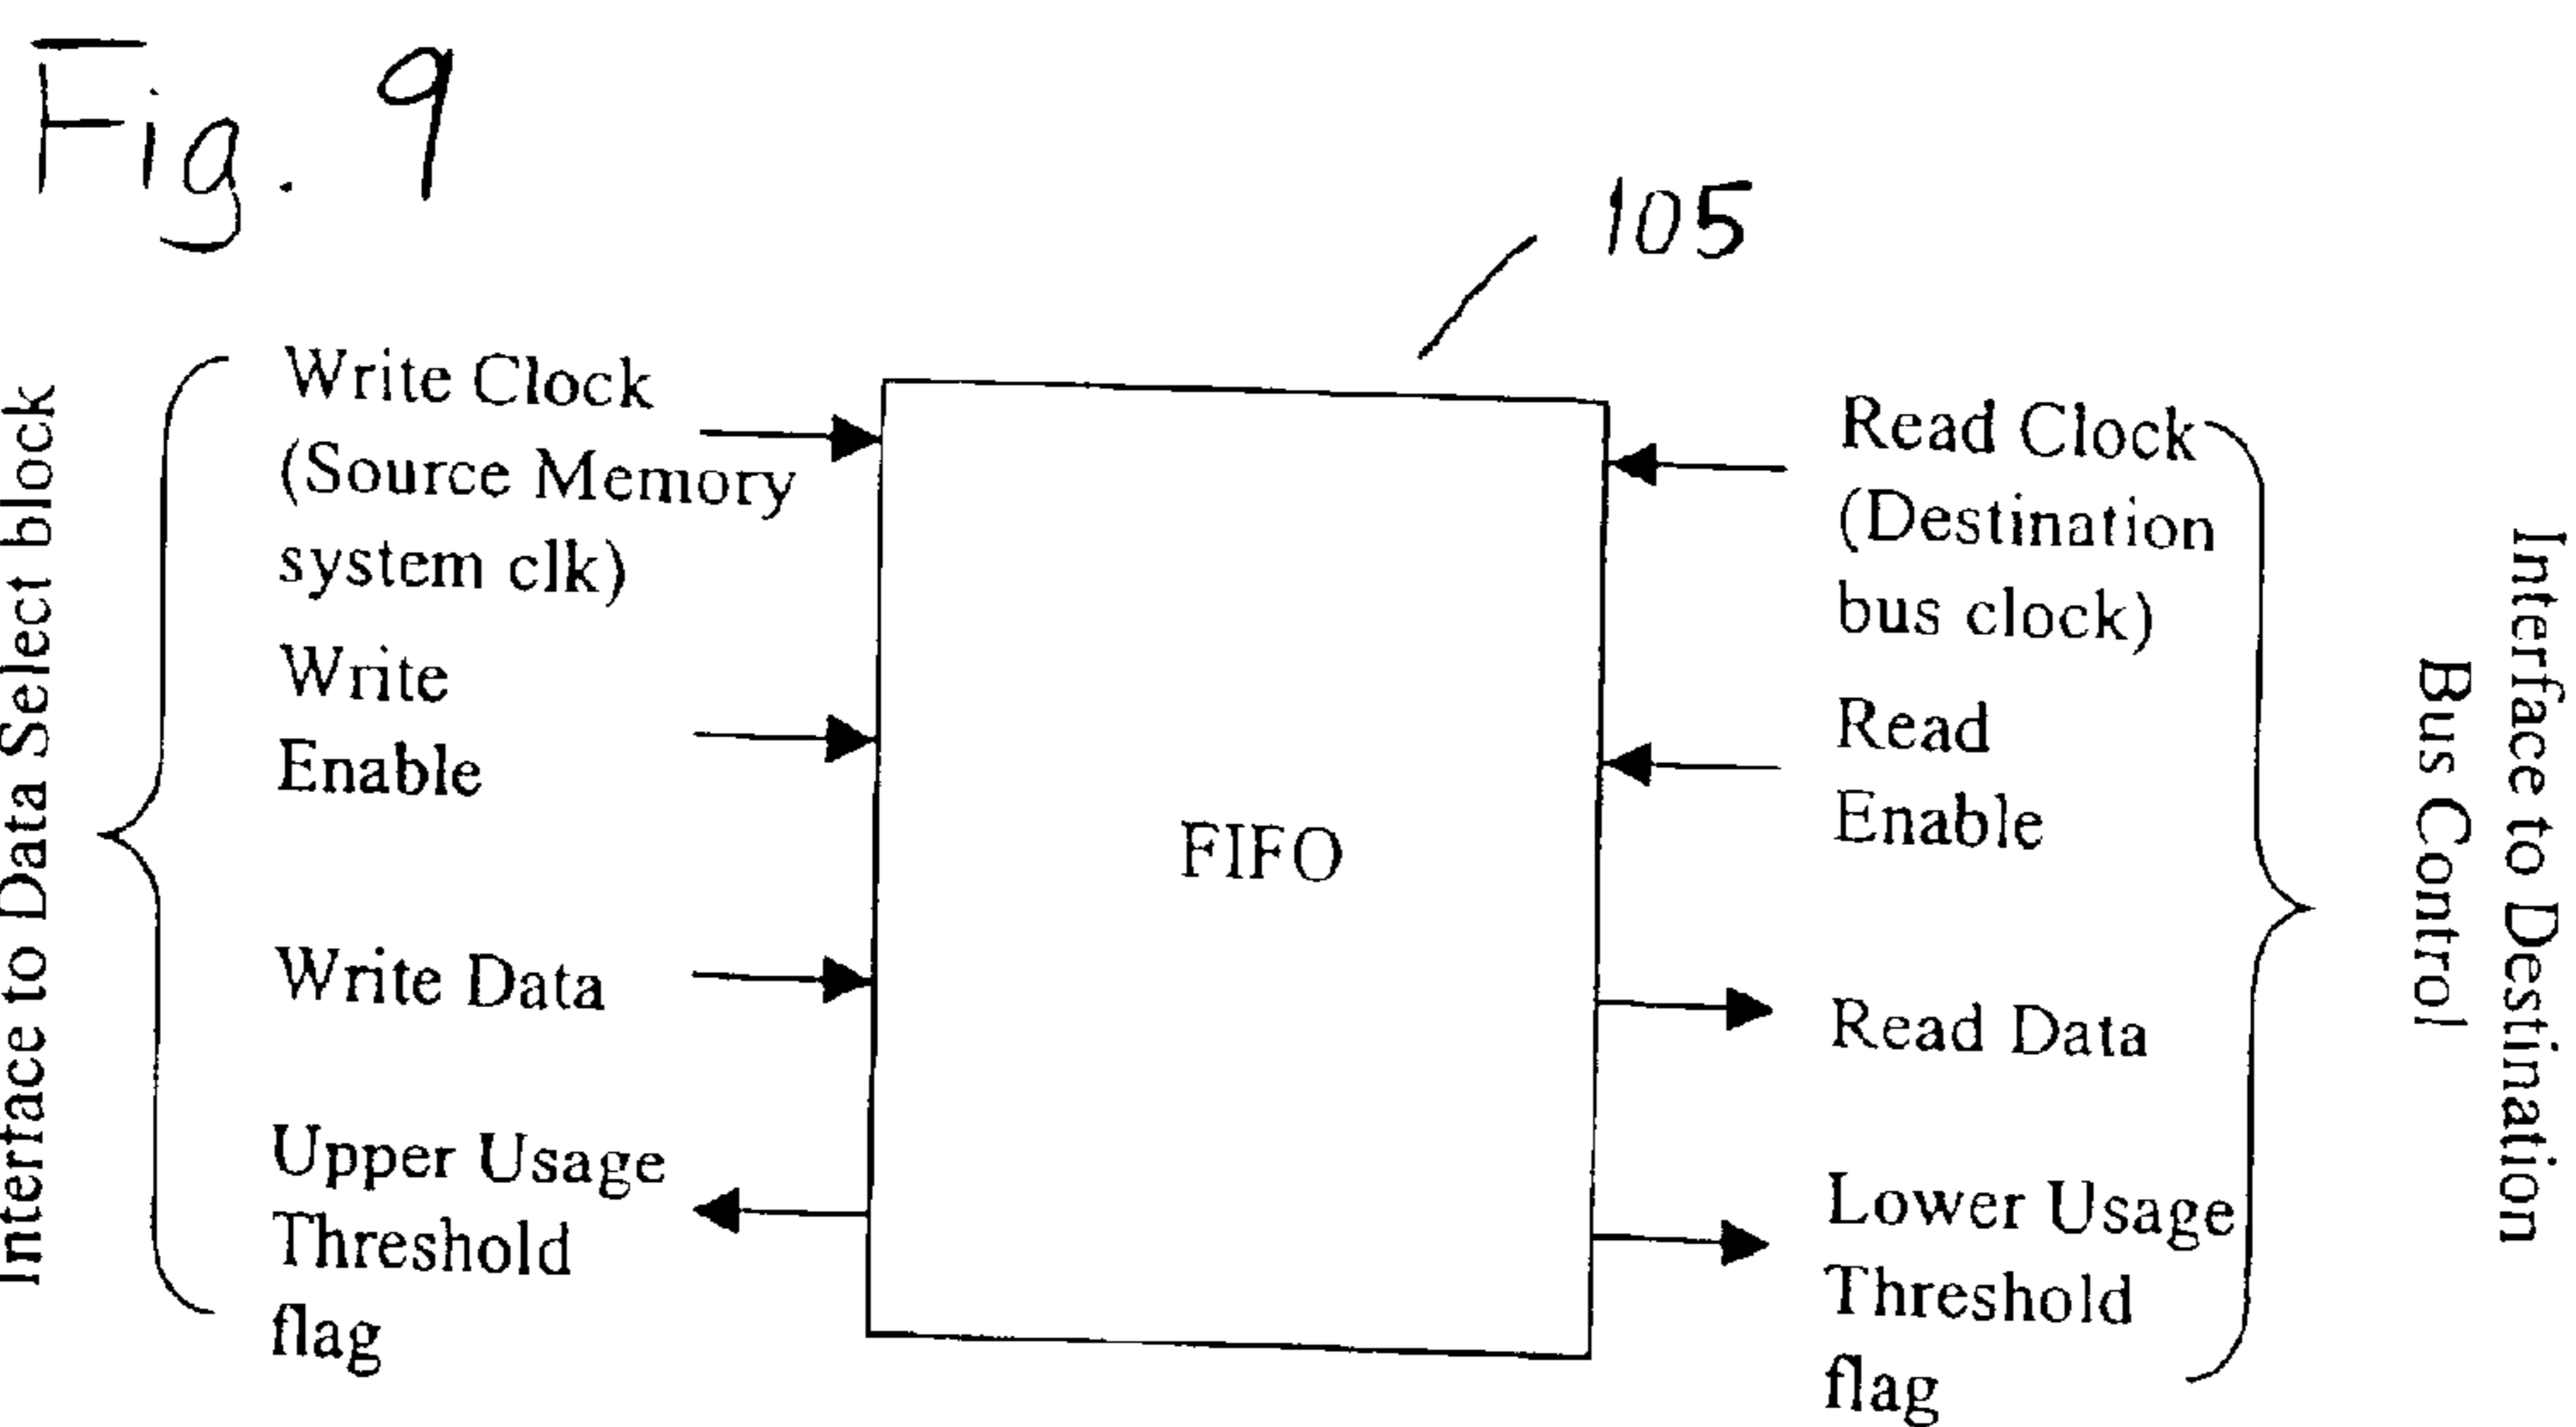 Fig. 9
105
Interface to Data Select block
Write Clock
(Source Memory
system clk)
Write
Enable
Write Data
Upper Usage
Threshold
flag
FIFO
Read Clock
(Destination
bus clock)
Read
Enable
Read Data
Lower Usage
Threshold
flag
Interface to Destination
Bus Control